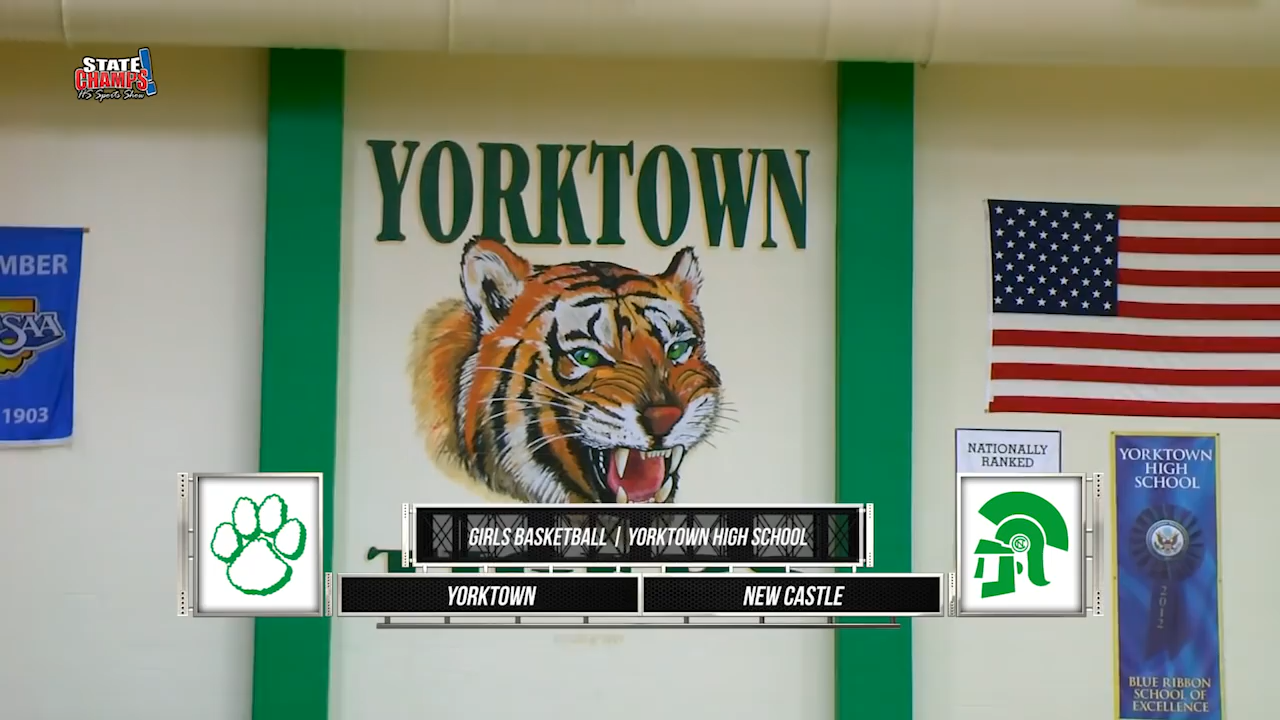 STATE
CHAMPS!
HS Sports Show
YORKTOWN
MBER
SAA
1903
NATIONALLY
RANKED
YORKTOWN
HIGH
SCHOOL
2012
BLUE RIBBON
SCHOOL OF
EXCELLENCE
GIRLS BASKETBALL | YORKTOWN HIGH SCHOOL
YORKTOWN
NEW CASTLE